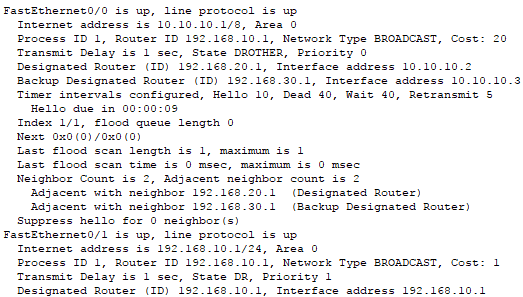 FastEthernet0/0 is up, line protocol is up
Internet address is 10.10.10.1/8, Area 0
Process ID 1, Router ID 192.168.10.1, Network Type BROADCAST, Cost: 20
Transmit Delay is 1 sec, State DROTHER, Priority 0
Designated Router (ID) 192.168.20.1, Interface address 10.10.10.2
Backup Designated Router (ID) 192.168.30.1, Interface address 10.10.10.3
Timer intervals configured, Hello 10, Dead 40, Wait 40, Retransmit 5
Hello due in 00:00:09
Index 1/1, flood queue length 0
Next 0x0(0)/0x0(0)
Last flood scan length is 1, maximum is 1
Last flood scan time is 0 msec, maximum is 0 msec
Neighbor Count is 2, Adjacent neighbor count is 2
Adjacent with neighbor 192.168.20.1 (Designated Router)
Adjacent with neighbor 192.168.30.1 (Backup Designated Router)
Suppress hello for 0 neighbor(s)
FastEthernet0/1 is up, line protocol is up
Internet address is 192.168.10.1/24, Area 0
Process ID 1, Router ID 192.168.10.1, Network Type BROADCAST, Cost: 1
Transmit Delay is 1 sec, State DR, Priority 1
Designated Router (ID) 192.168.10.1, Interface address 192.168.10.1